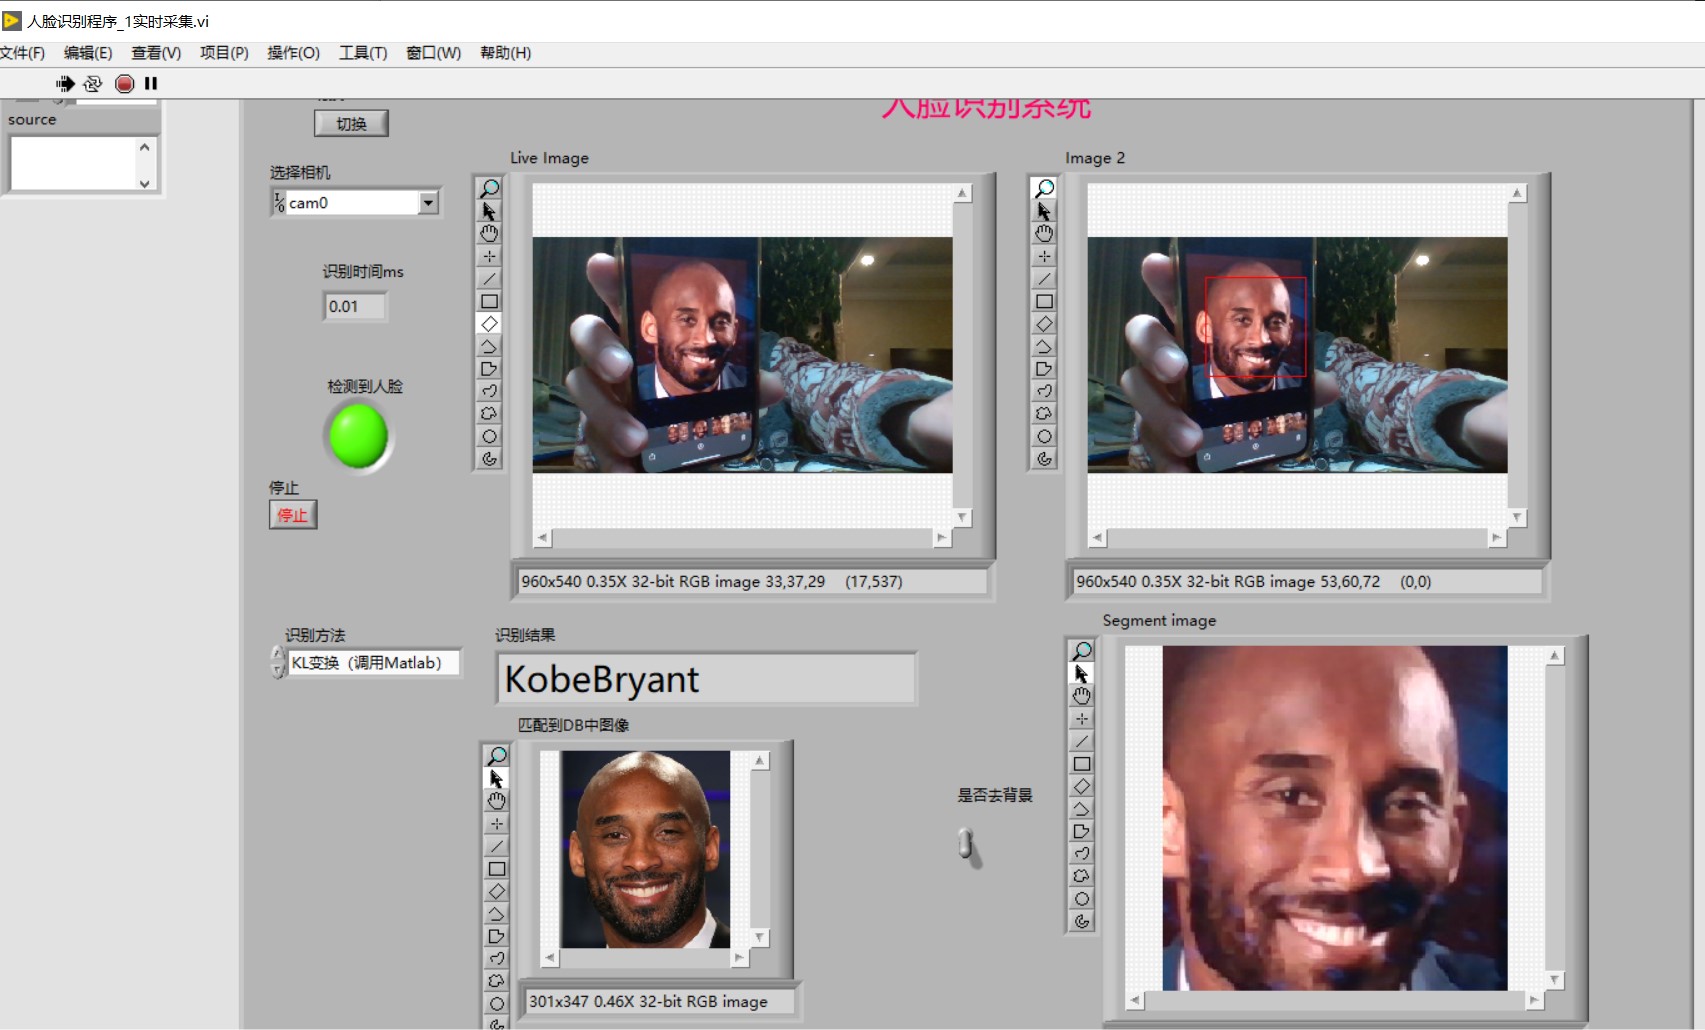 人脸识别程序_1实时采集.vi
文件(F) 编辑(E) 查看(V) 项目(P) 操作(O) 工具(T) 窗口(W) 帮助(H)
source
切换
人脸识别系统
选择相机
cam0
Live Image
Image 2
识别时间ms
0.01
检测到人脸
停止
停止
960x540 0.35X 32-bit RGB image 33,37,29 (17,537)
960x540 0.35X 32-bit RGB image 53,60,72 (0,0)
识别方法
KL变换（调用Matlab）
识别结果
KobeBryant
Segment image
匹配到DB中图像
是否去背景
301x347 0.46X 32-bit RGB image